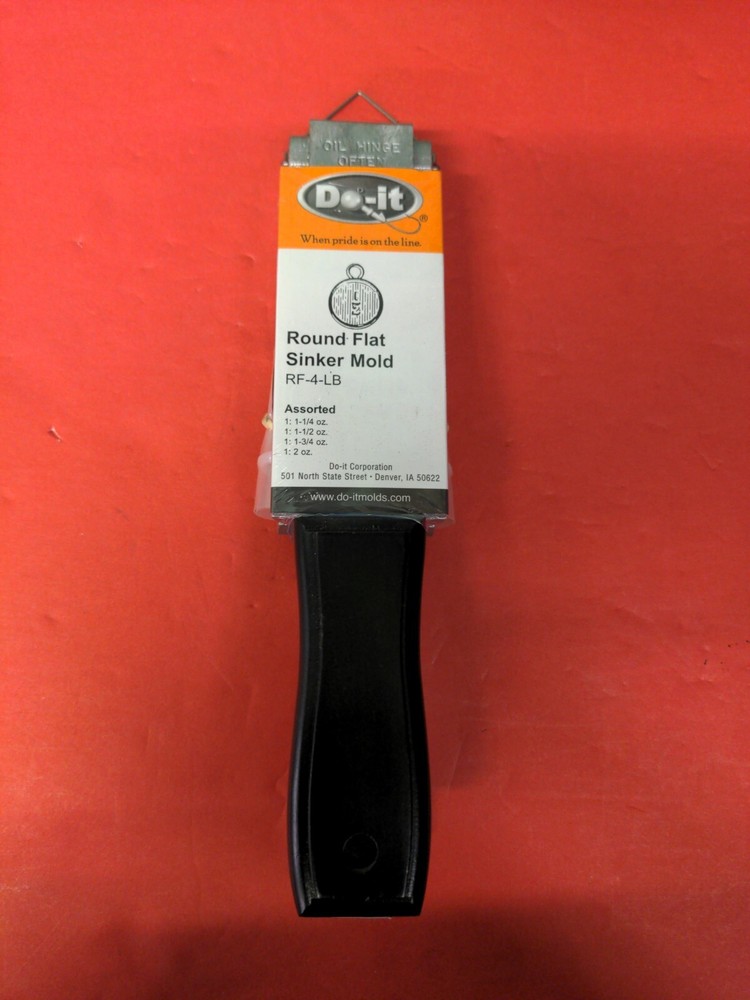 OIL HINGE
OFTEN
Do-it®
When pride is on the line.
Round Flat
Sinker Mold
RF-4-LB
Assorted
1: 1-1/4 oz.
1: 1-1/2 oz.
1: 1-3/4 oz.
1: 2 oz.
Do-it Corporation
501 North State Street • Denver, IA 50622
www.do-itmolds.com